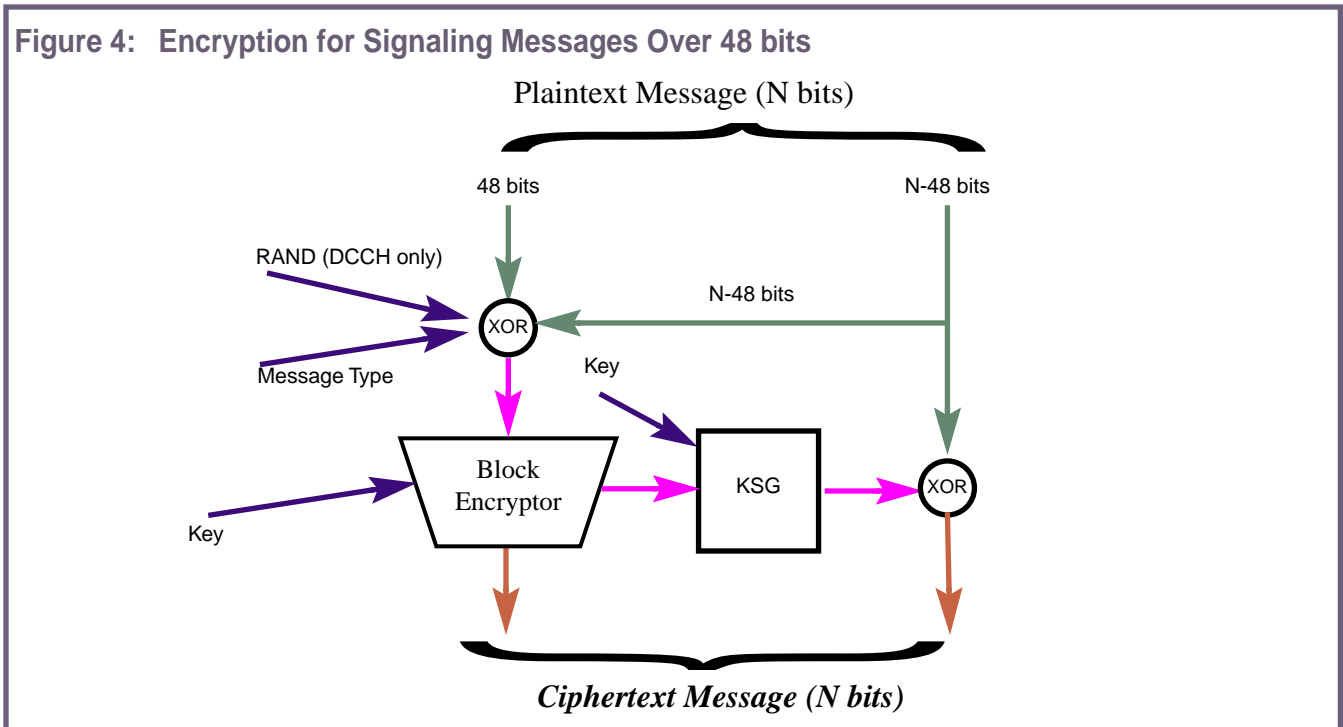 Figure 4: Encryption for Signaling Messages Over 48 bits
Plaintext Message (N bits)
48 bits
N-48 bits
RAND (DCCH only)
N-48 bits
XOR
Message Type
Key
Block
Encryptor
KSG
XOR
Key
Ciphertext Message (N bits)